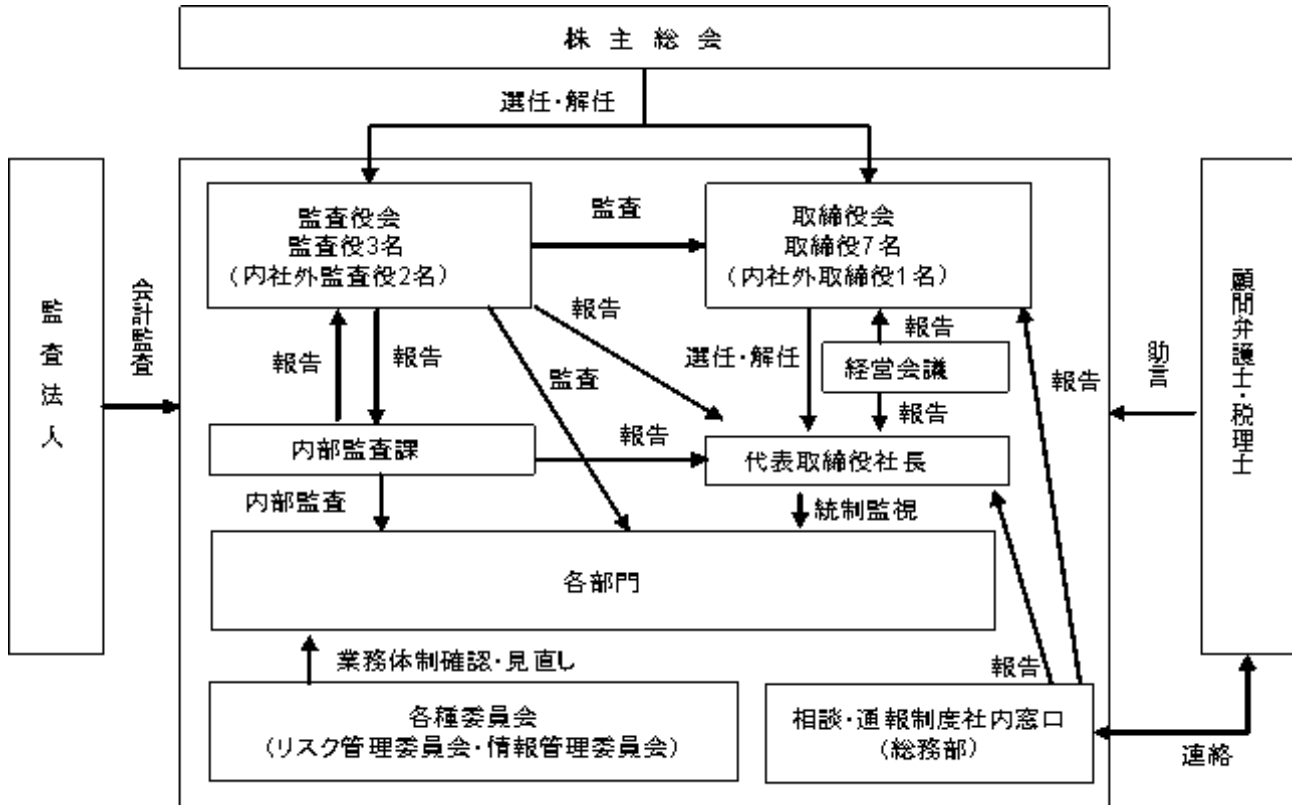 株主総会
選任・解任
監査役会
監査役3名
（内社外監査役2名）
監査
取締役会
取締役7名
（内社外取締役1名）
監査法人
会計監査
報告
報告
報告
監査
選任・解任
報告
経営会議
報告
報告
助言
顧問弁護士・税理士
内部監査課
報告
代表取締役社長
内部監査
統制監視
各部門
業務体制確認・見直し
報告
各種委員会
（リスク管理委員会・情報管理委員会）
相談・通報制度社内窓口
（総務部）
連絡